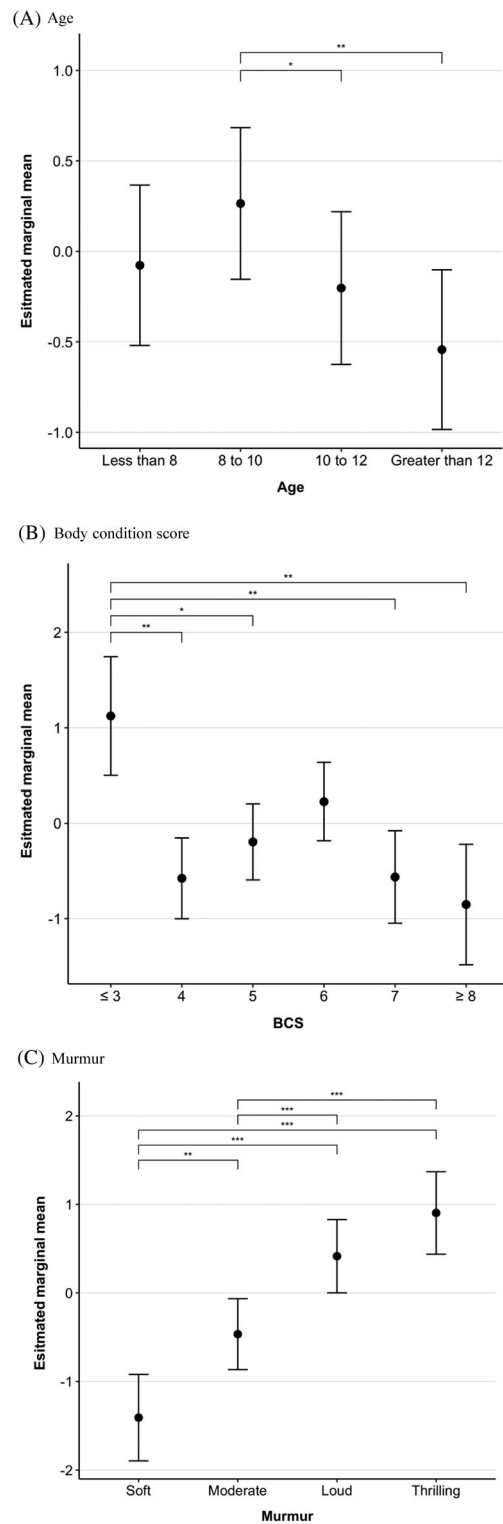 (A) Age
**
*
1.0
0.5
0.0
-0.5
-1.0
Esitmated marginal mean
Less than 8 8 to 10 10 to 12 Greater than 12
Age
(B) Body condition score
**
**
*
**
2
1
0
-1
Esitmated marginal mean
≤ 3 4 5 6 7 ≥ 8
BCS
(C) Murmur
***
***
***
***
**
2
1
0
-1
-2
Esitmated marginal mean
Soft Moderate Loud Thrilling
Murmur